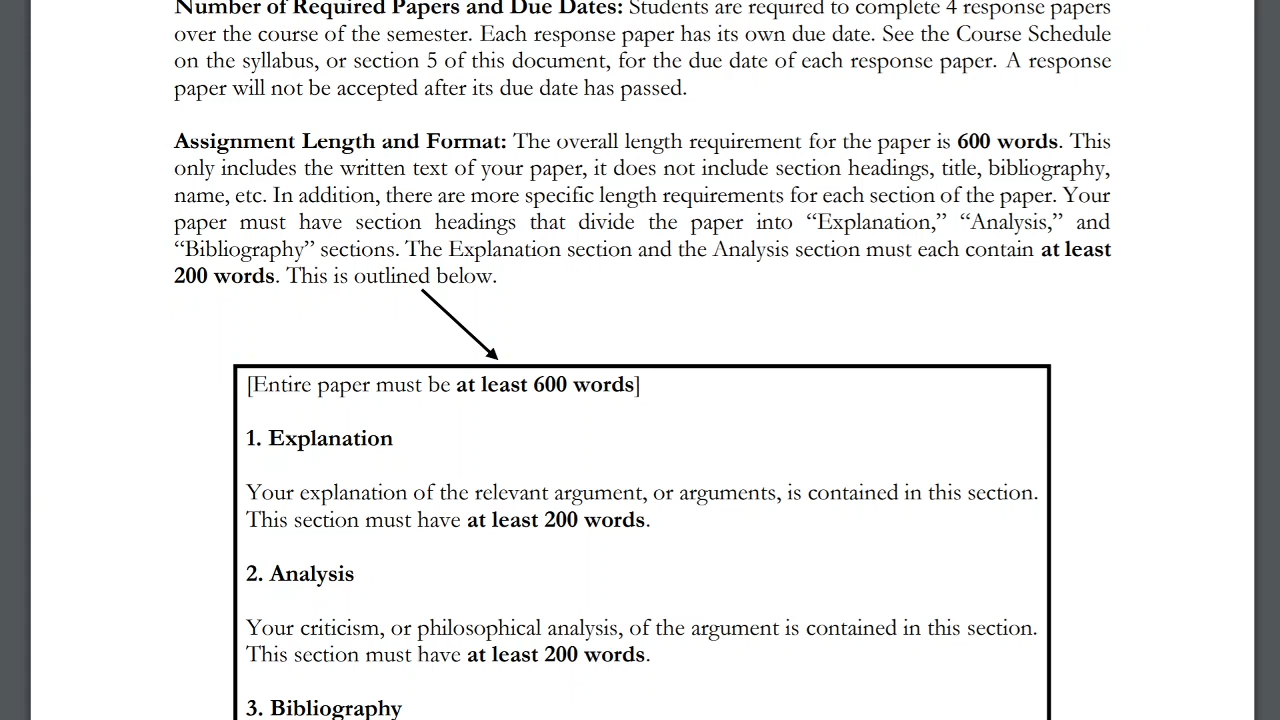 Number of Required Papers and Due Dates: Students are required to complete 4 response papers
over the course of the semester. Each response paper has its own due date. See the Course Schedule
on the syllabus, or section 5 of this document, for the due date of each response paper. A response
paper will not be accepted after its due date has passed.
Assignment Length and Format: The overall length requirement for the paper is 600 words. This
only includes the written text of your paper, it does not include section headings, title, bibliography,
name, etc. In addition, there are more specific length requirements for each section of the paper. Your
paper must have section headings that divide the paper into “Explanation,” “Analysis,” and
“Bibliography” sections. The Explanation section and the Analysis section must each contain at least
200 words. This is outlined below.
[Entire paper must be at least 600 words]
1. Explanation
Your explanation of the relevant argument, or arguments, is contained in this section.
This section must have at least 200 words.
2. Analysis
Your criticism, or philosophical analysis, of the argument is contained in this section.
This section must have at least 200 words.
3. Bibliography